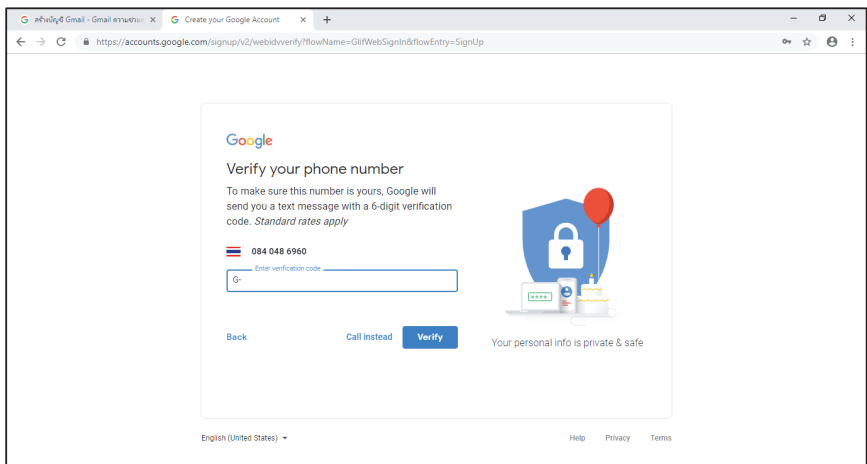 สร้างบัญชี Gmail - Gmail ความช่วยเ
Create your Google Account
https://accounts.google.com/signup/v2/webidvverify?flowName=GlifWebSignIn&flowEntry=SignUp
Google
Verify your phone number
To make sure this number is yours, Google will
send you a text message with a 6-digit verification
code. Standard rates apply
084 048 6960
Enter verification code
G-
Back
Call instead
Verify
Your personal info is private & safe
English (United States)
Help
Privacy
Terms